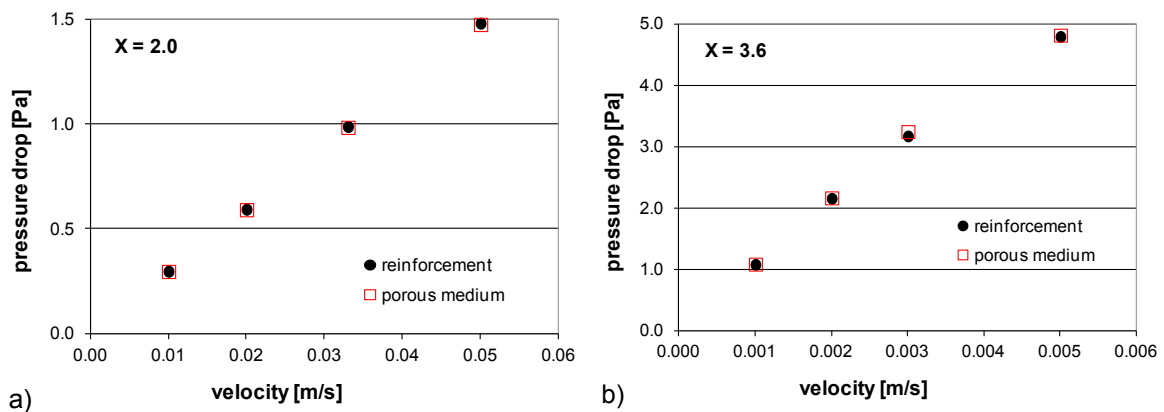 1.5
X = 2.0
1.0
0.5
0.0
pressure drop [Pa]
reinforcement
porous medium
0.00 0.01 0.02 0.03 0.04 0.05 0.06
velocity [m/s]
a)
5.0
X = 3.6
4.0
3.0
2.0
1.0
0.0
pressure drop [Pa]
reinforcement
porous medium
0.000 0.001 0.002 0.003 0.004 0.005 0.006
velocity [m/s]
b)